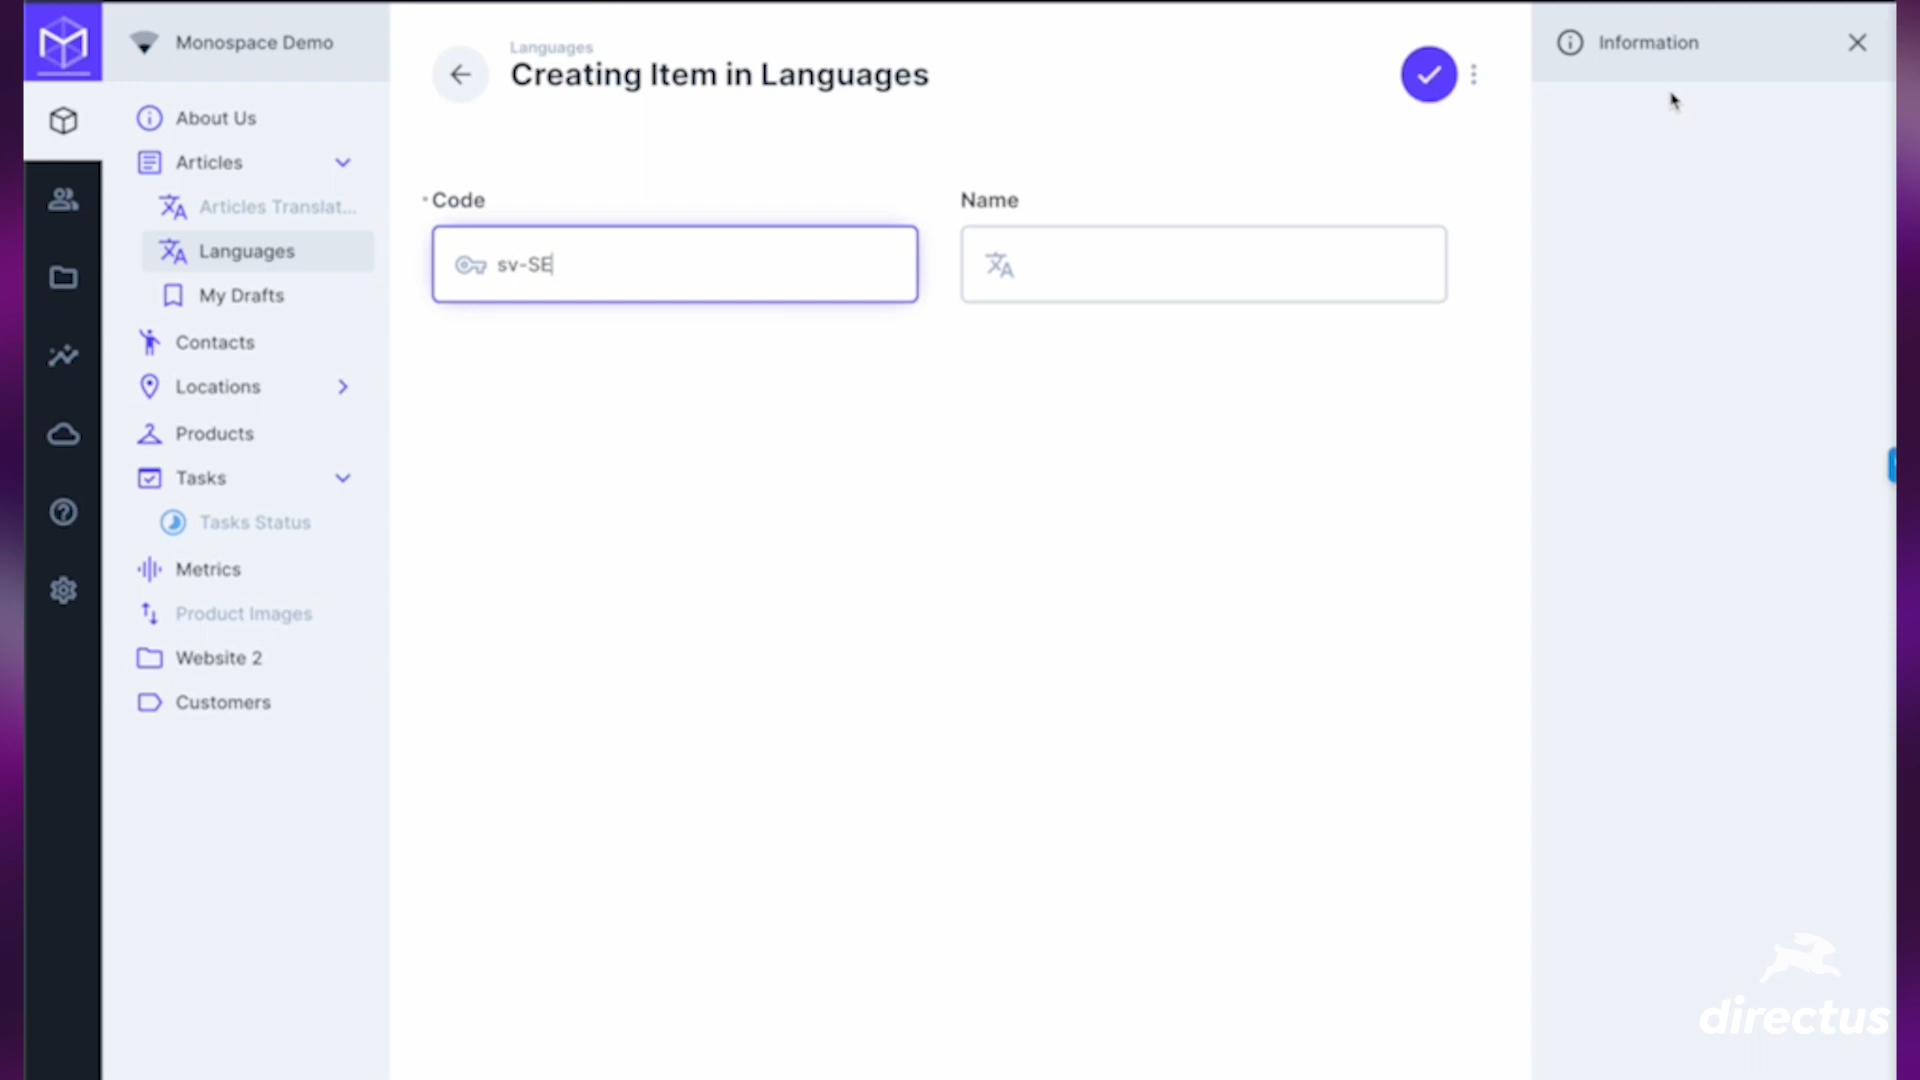 Monospace Demo
About Us
Articles
Articles Translat...
Languages
My Drafts
Contacts
Locations
Products
Tasks
Tasks Status
Metrics
Product Images
Website 2
Customers
Languages
Creating Item in Languages
Code
sv-SE
Name
Information
directus